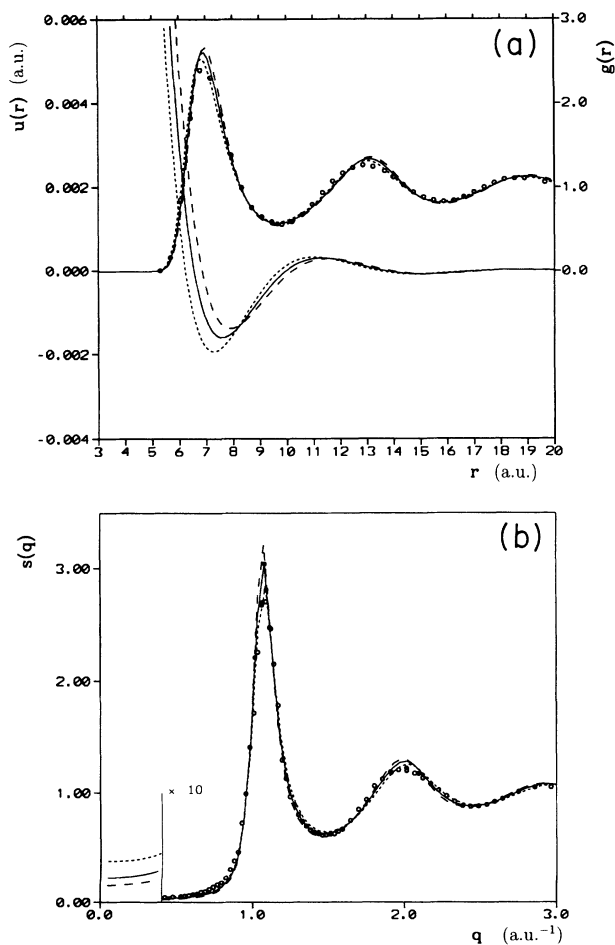 (a)
u(r) (a.u.)
g(r)
0.006
0.004
0.002
0.000
-0.002
-0.004
3.0
2.0
1.0
0.0
3 4 5 6 7 8 9 10 11 12 13 14 15 16 17 18 19 20
r (a.u.)
(b)
s(q)
3.00
2.00
1.00
0.00
× 10
0.0 1.0 2.0 3.0
q (a.u.⁻¹)